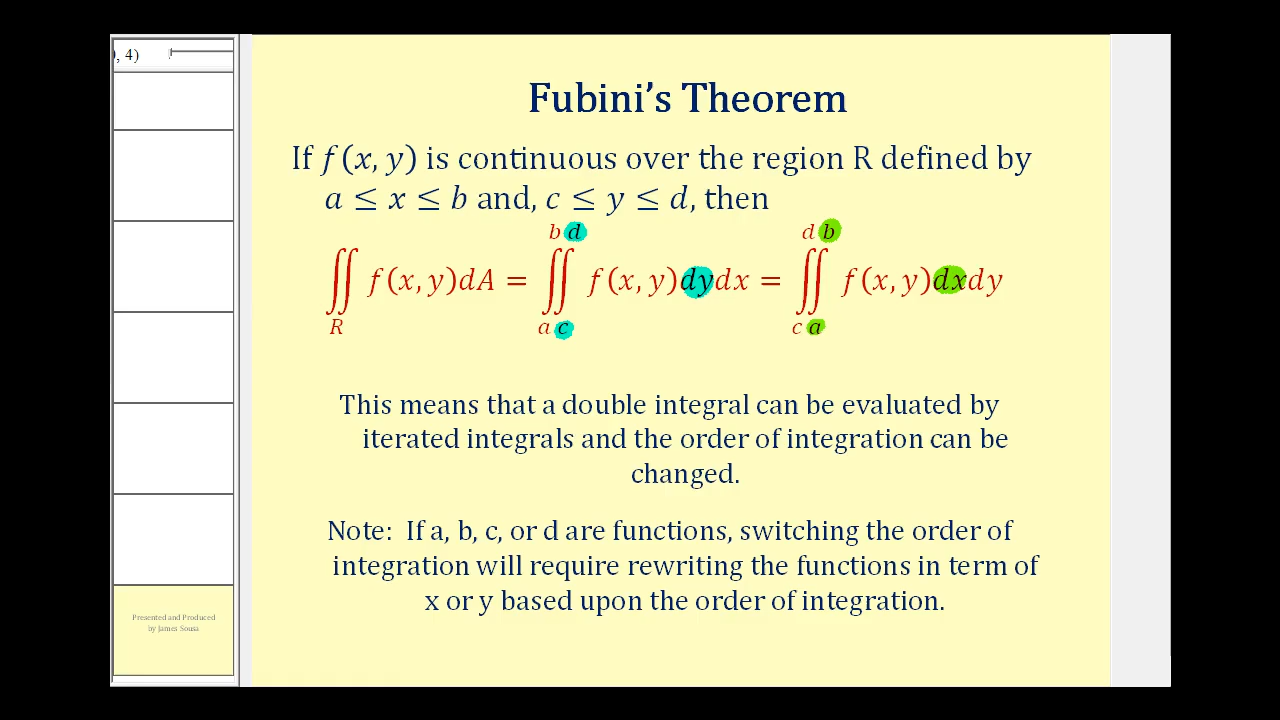 , 4)
Fubini's Theorem
If f(x, y) is continuous over the region R defined by
a ≤ x ≤ b and, c ≤ y ≤ d, then
b d d b
∬ f(x, y)dA = ∬ f(x, y)dydx = ∬ f(x, y)dxdy
R a c c a
This means that a double integral can be evaluated by
iterated integrals and the order of integration can be
changed.
Note: If a, b, c, or d are functions, switching the order of
integration will require rewriting the functions in term of
x or y based upon the order of integration.
Presented and Produced
by James Sousa